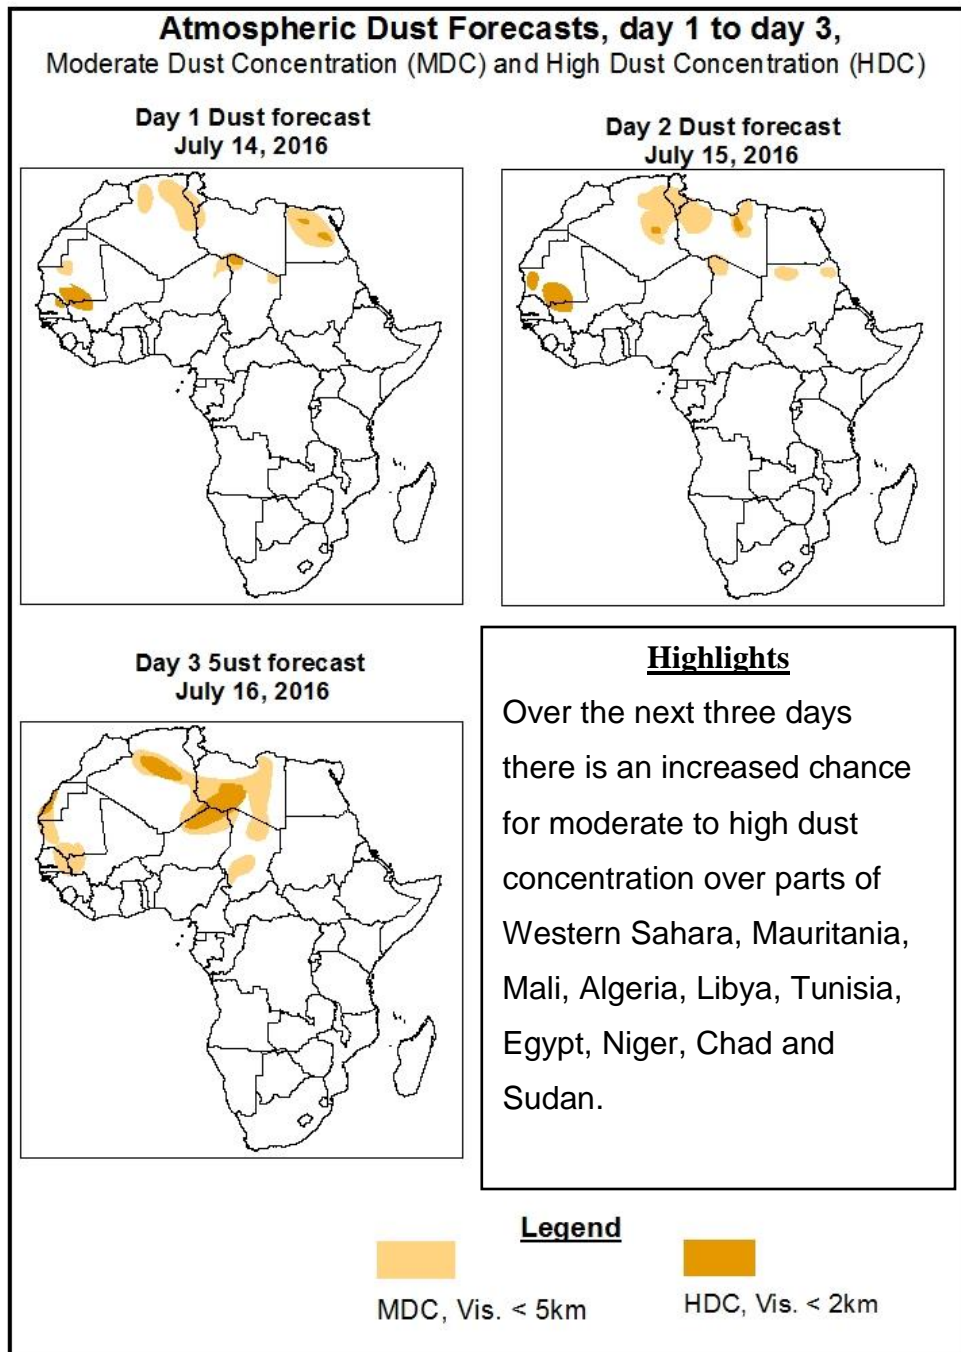 Atmospheric Dust Forecasts, day 1 to day 3,
Moderate Dust Concentration (MDC) and High Dust Concentration (HDC)
Day 1 Dust forecast
July 14, 2016
Day 2 Dust forecast
July 15, 2016
Day 3 5ust forecast
July 16, 2016
Highlights
Over the next three days
there is an increased chance
for moderate to high dust
concentration over parts of
Western Sahara, Mauritania,
Mali, Algeria, Libya, Tunisia,
Egypt, Niger, Chad and
Sudan.
Legend
MDC, Vis. < 5km
HDC, Vis. < 2km